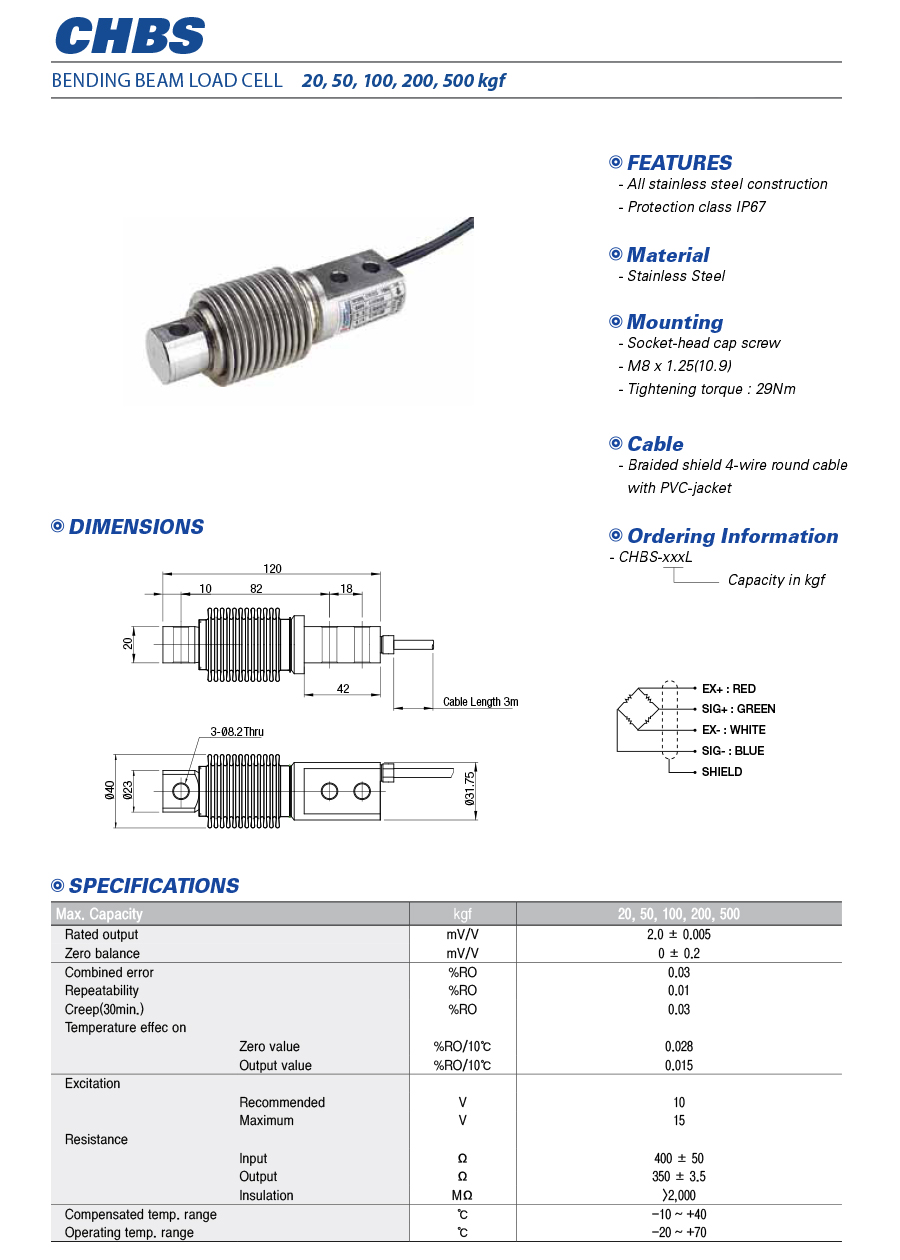 CHBS
BENDING BEAM LOAD CELL 20, 50, 100, 200, 500 kgf
FEATURES
- All stainless steel construction
- Protection class IP67
Material
- Stainless Steel
Mounting
- Socket-head cap screw
- M8 x 1.25(10.9)
- Tightening torque : 29Nm
Cable
- Braided shield 4-wire round cable
with PVC-jacket
Ordering Information
- CHBS-xxxL
Capacity in kgf
DIMENSIONS
120
10 82 18
20
42
Cable Length 3m
3-Ø8.2Thru
Ø40
Ø23
Ø31.75
EX+ : RED
SIG+ : GREEN
EX- : WHITE
SIG- : BLUE
SHIELD
SPECIFICATIONS
Max. Capacity kgf 20, 50, 100, 200, 500
Rated output mV/V 2.0 ± 0.005
Zero balance mV/V 0 ± 0.2
Combined error %RO 0.03
Repeatability %RO 0.01
Creep(30min.) %RO 0.03
Temperature effec on
Zero value %RO/10℃ 0.028
Output value %RO/10℃ 0.015
Excitation
Recommended V 10
Maximum V 15
Resistance
Input Ω 400 ± 50
Output Ω 350 ± 3.5
Insulation MΩ >2,000
Compensated temp. range ℃ -10 ~ +40
Operating temp. range ℃ -20 ~ +70